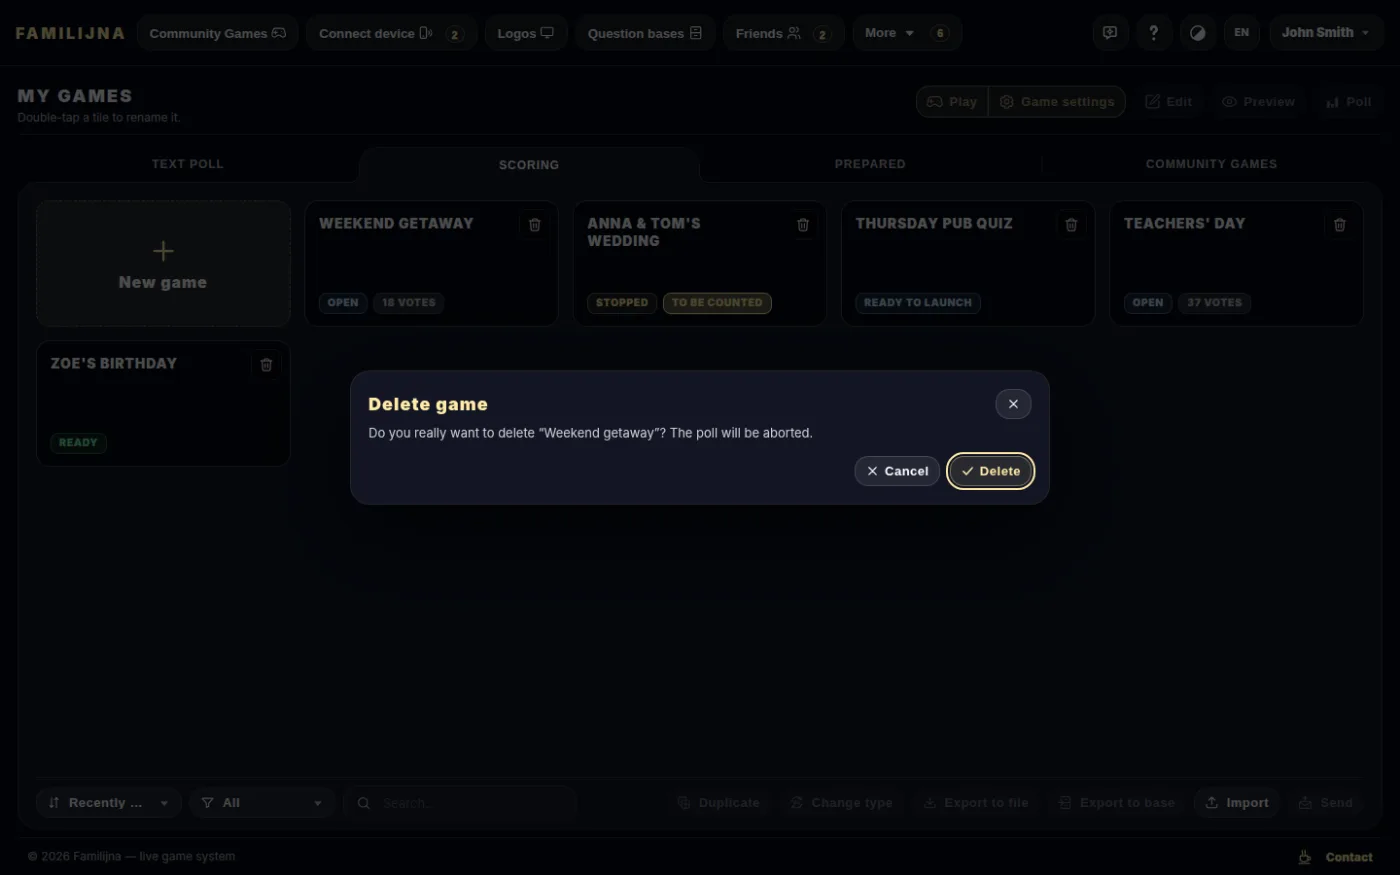 FAMILIJNA
Community Games
Connect device 2
Logos
Question bases
Friends 2
More 6
?
EN
John Smith
MY GAMES
Double-tap a tile to rename it.
Play
Game settings
Edit
Preview
Poll
TEXT POLL
SCORING
PREPARED
COMMUNITY GAMES
New game
WEEKEND GETAWAY
OPEN
18 VOTES
ANNA & TOM'S
WEDDING
STOPPED
TO BE COUNTED
THURSDAY PUB QUIZ
READY TO LAUNCH
TEACHERS' DAY
OPEN
37 VOTES
ZOE'S BIRTHDAY
READY
Delete game
Do you really want to delete “Weekend getaway”? The poll will be aborted.
Cancel
Delete
Recently ...
All
Search...
Duplicate
Change type
Export to file
Export to base
Import
Send
© 2026 Familijna — live game system
Contact